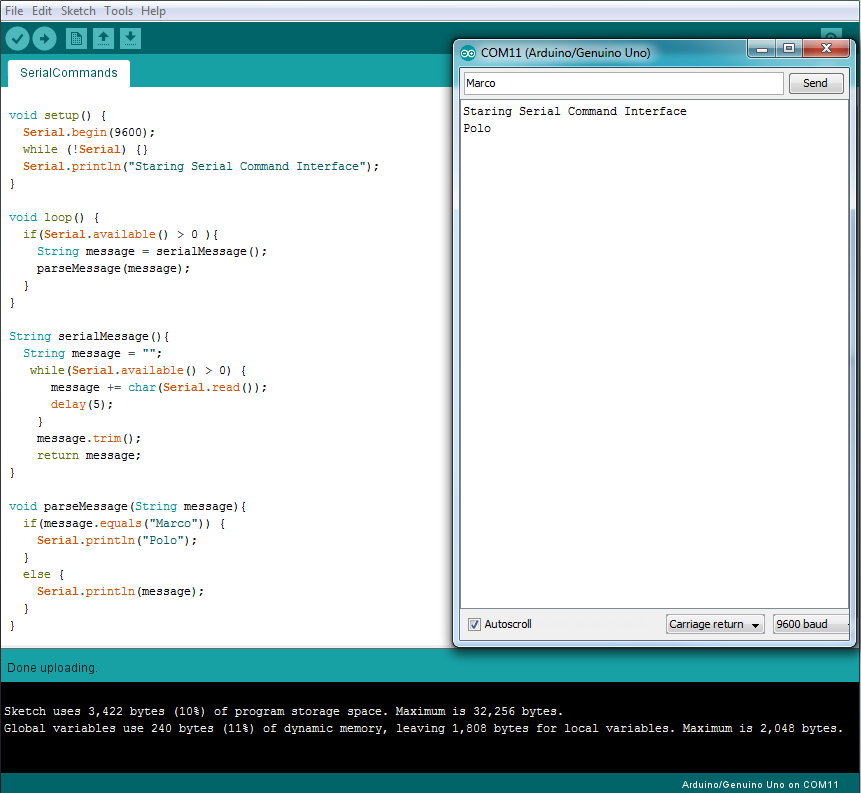 File Edit Sketch Tools Help
SerialCommands
void setup() {
  Serial.begin(9600);
  while (!Serial) {}
  Serial.println("Staring Serial Command Interface");
}
void loop() {
  if(Serial.available() > 0 ){
    String message = serialMessage();
    parseMessage(message);
  }
}
String serialMessage(){
  String message = "";
   while(Serial.available() > 0) {
      message += char(Serial.read());
      delay(5);
    }
    message.trim();
    return message;
}
void parseMessage(String message){
  if(message.equals("Marco")) {
    Serial.println("Polo");
  }
  else {
    Serial.println(message);
  }
}
COM11 (Arduino/Genuino Uno)
Marco
Send
Staring Serial Command Interface
Polo
Autoscroll
Carriage return
9600 baud
Done uploading.
Sketch uses 3,422 bytes (10%) of program storage space. Maximum is 32,256 bytes.
Global variables use 240 bytes (11%) of dynamic memory, leaving 1,808 bytes for local variables. Maximum is 2,048 bytes.
Arduino/Genuino Uno on COM11